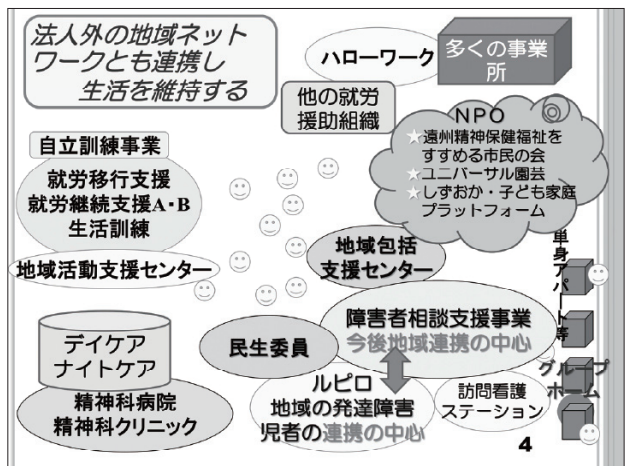 法人外の地域ネット
ワークとも連携し
生活を維持する
ハローワーク
多くの事業
所
他の就労
援助組織
NPO
★遠州精神保健福祉を
すすめる市民の会
★ユニバーサル園芸
★しずおか・子ども家庭
プラットフォーム
自立訓練事業
就労移行支援
就労継続支援A・B
生活訓練
地域活動支援センター
地域包括
支援センター
単身アパート等
障害者相談支援事業
今後地域連携の中心
民生委員
デイケア
ナイトケア
精神科病院
精神科クリニック
ルピロ
地域の発達障害
児者の連携の中心
訪問看護
ステーション
グループ
ホーム
4